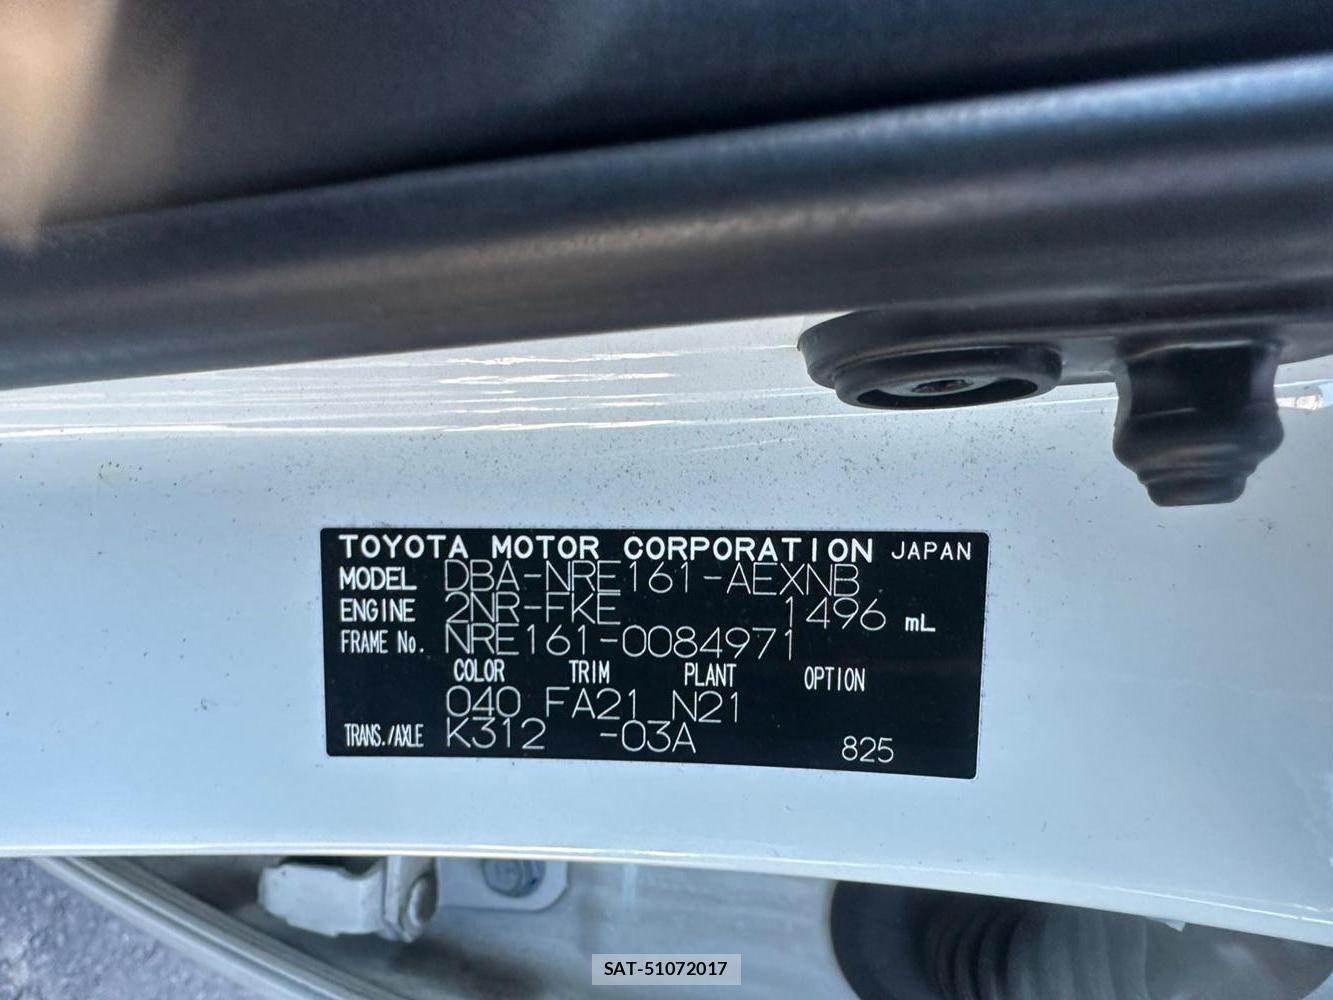 TOYOTA MOTOR CORPORATION JAPAN
MODEL DBA-NRE161-AEXNB
ENGINE 2NR-FKE 1496 mL
FRAME No. NRE161-0084971
COLOR TRIM PLANT OPTION
040 FA21 N21
TRANS./AXLE K312 -03A 825
SAT-51072017